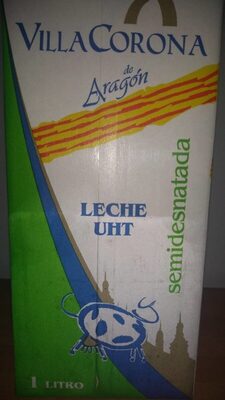 VILLACORONA
de
Aragón
semidesnatada
LECHE
UHT
1 LITRO